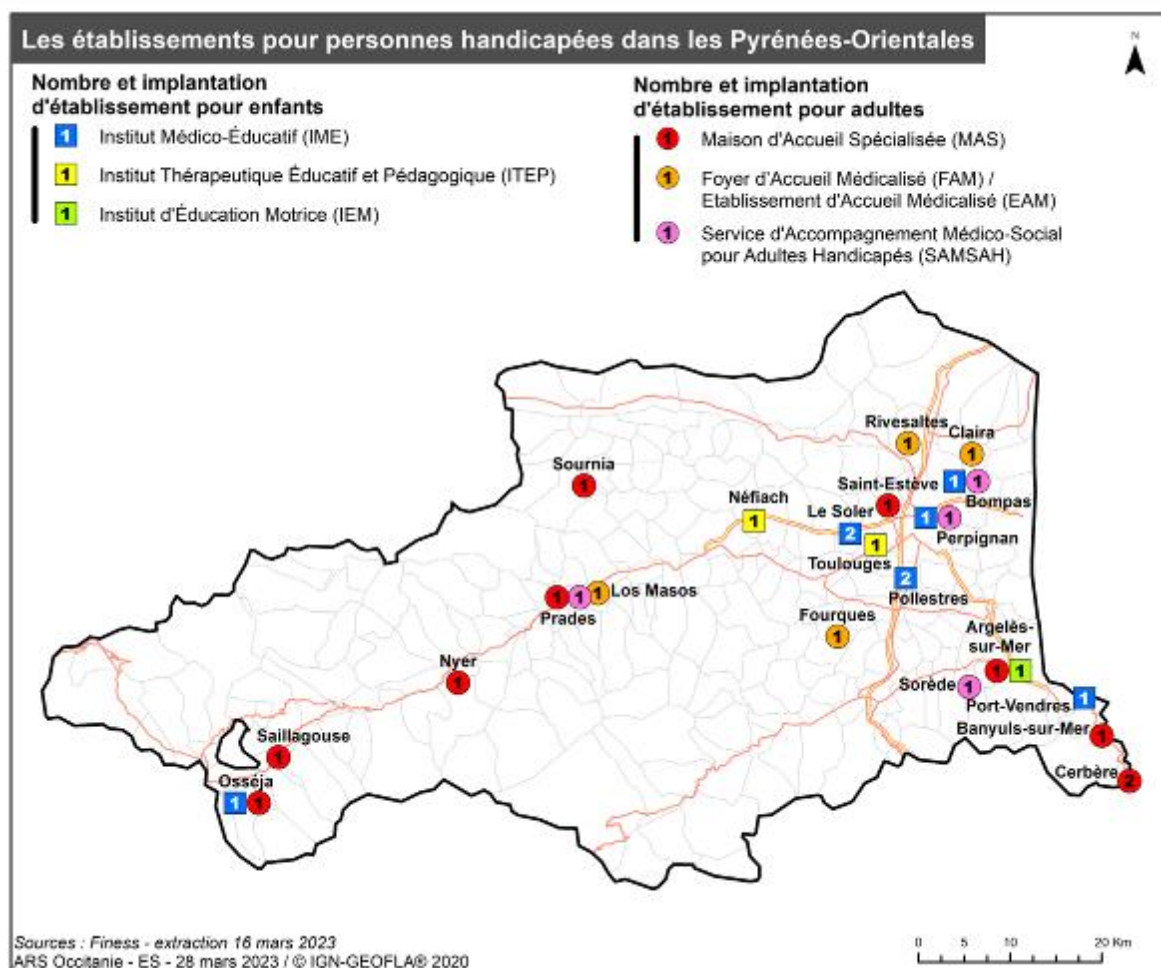 Les établissements pour personnes handicapées dans les Pyrénées-Orientales
N
Nombre et implantation
d'établissement pour enfants
1 Institut Médico-Éducatif (IME)
1 Institut Thérapeutique Éducatif et Pédagogique (ITEP)
1 Institut d'Éducation Motrice (IEM)
Nombre et implantation
d'établissement pour adultes
1 Maison d'Accueil Spécialisée (MAS)
1 Foyer d'Accueil Médicalisé (FAM) /
Etablissement d'Accueil Médicalisé (EAM)
1 Service d'Accompagnement Médico-Social
pour Adultes Handicapés (SAMSAH)
Rivesaltes
1
Claira
1
Sournia
1
Saint-Estève
1
1 1
Bompas
Néfiach
1
Le Soler
2
1 1
Perpignan
1
Toulouges
2
Pollestres
1 1 1 Los Masos
Prades
Fourques
1
Argelès-
sur-Mer
1 1
Nyer
1
Sorède 1
Port-Vendres 1
Banyuls-sur-Mer 1
Saillagouse
1
Cerbère 2
Osséja
1 1
Sources : Finess - extraction 16 mars 2023
ARS Occitanie - ES - 28 mars 2023 / © IGN-GEOFLA® 2020
0 5 10 20 Km